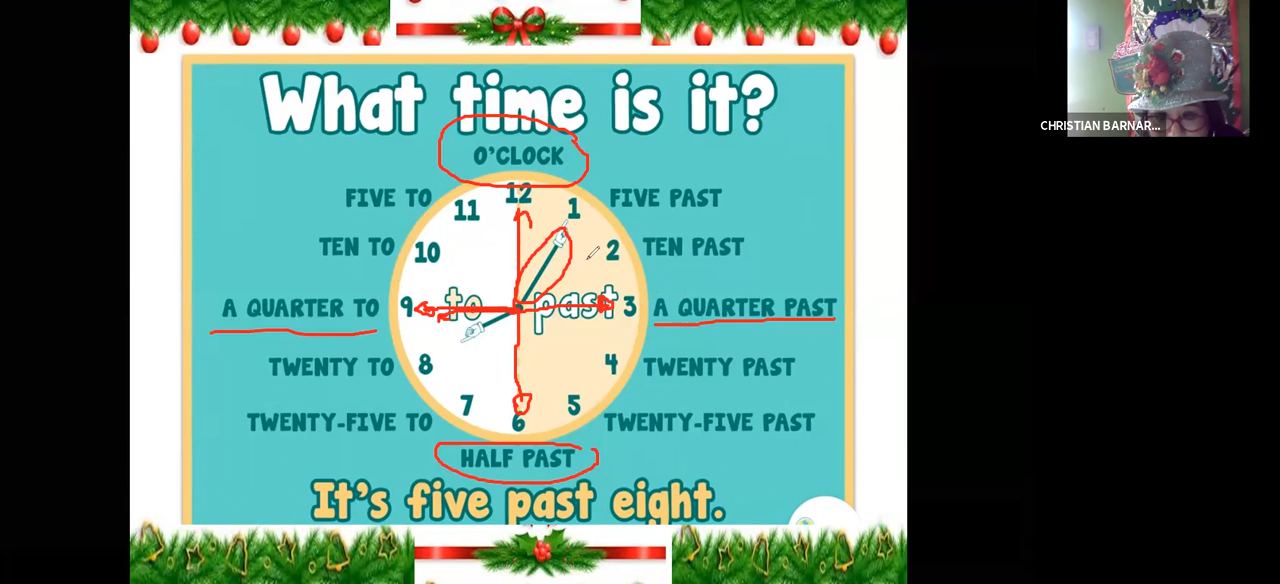 What time is it?
O'CLOCK
FIVE TO
FIVE PAST
TEN TO
TEN PAST
A QUARTER TO
A QUARTER PAST
TWENTY TO
TWENTY PAST
TWENTY-FIVE TO
TWENTY-FIVE PAST
HALF PAST
12
11
1
10
2
9
to
past
3
8
4
7
5
6
It's five past eight.
CHRISTIAN BARNAR...